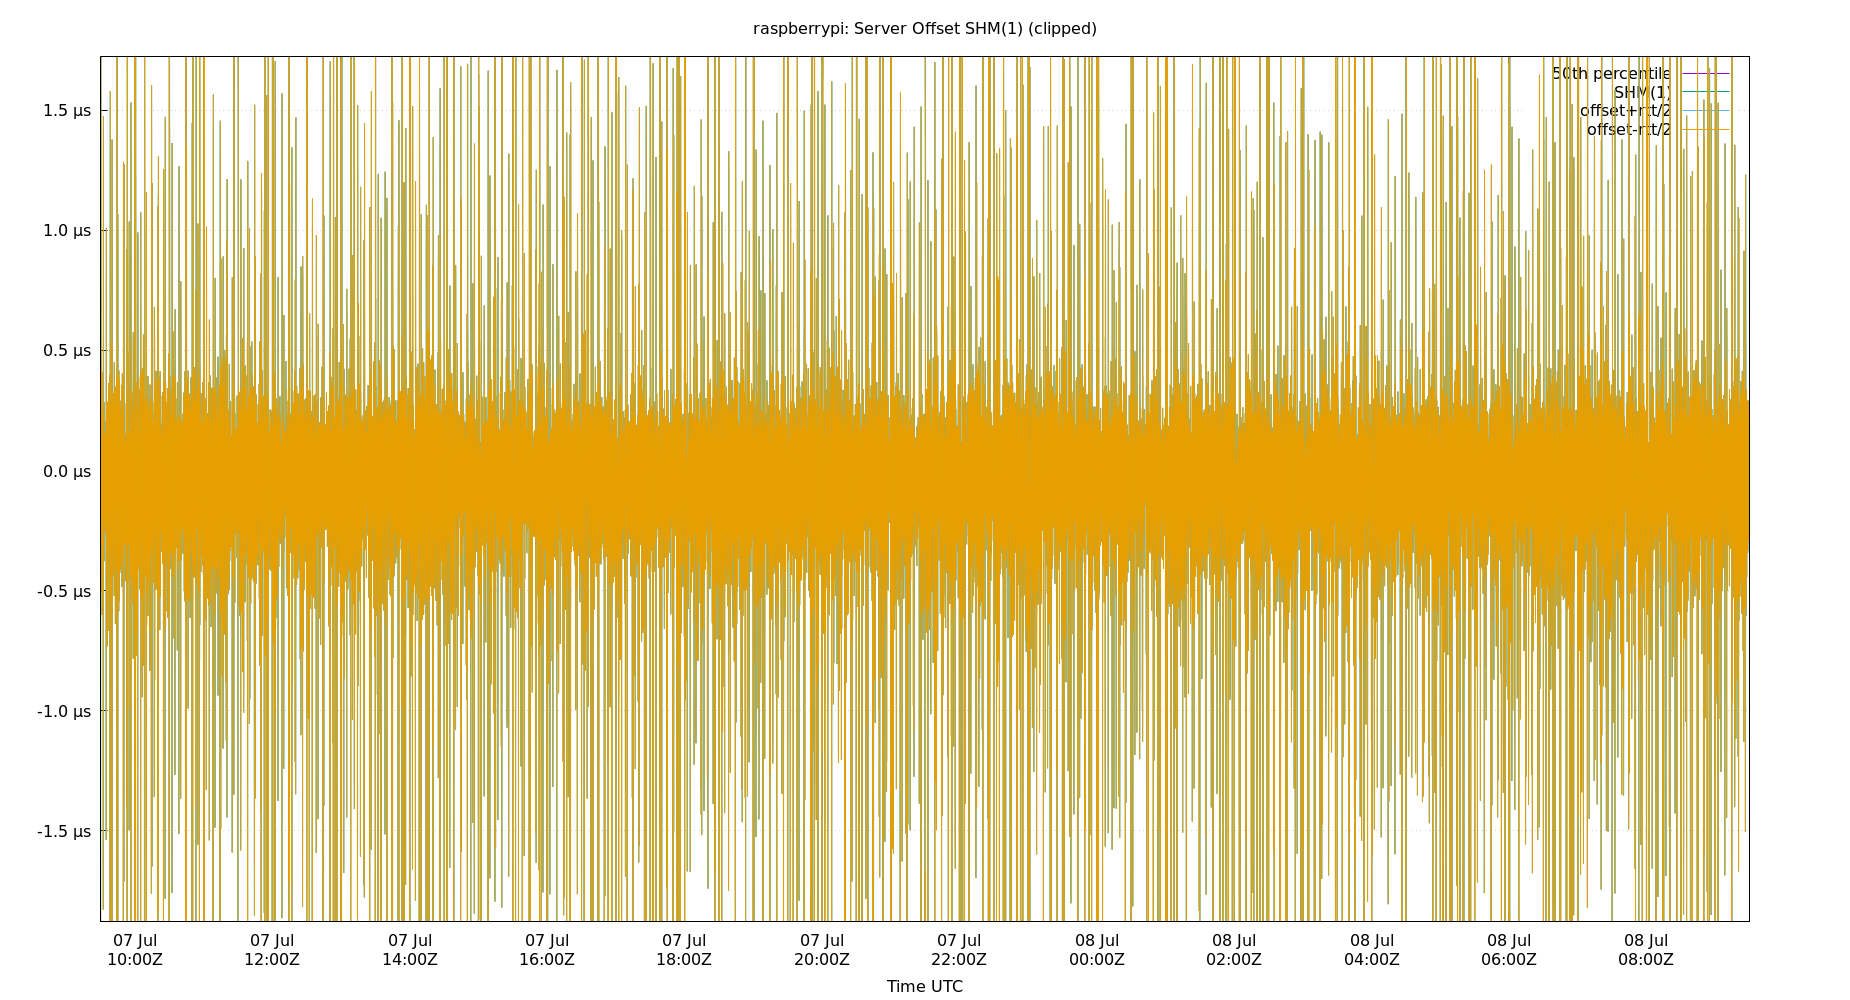 raspberrypi: Server Offset SHM(1) (clipped)
50th percentile
SHM(1)
offset+rtt/2
offset-rtt/2
1.5 µs
1.0 µs
0.5 µs
0.0 µs
-0.5 µs
-1.0 µs
-1.5 µs
07 Jul 07 Jul 07 Jul 07 Jul 07 Jul 07 Jul 07 Jul 08 Jul 08 Jul 08 Jul 08 Jul 08 Jul
10:00Z 12:00Z 14:00Z 16:00Z 18:00Z 20:00Z 22:00Z 00:00Z 02:00Z 04:00Z 06:00Z 08:00Z
Time UTC